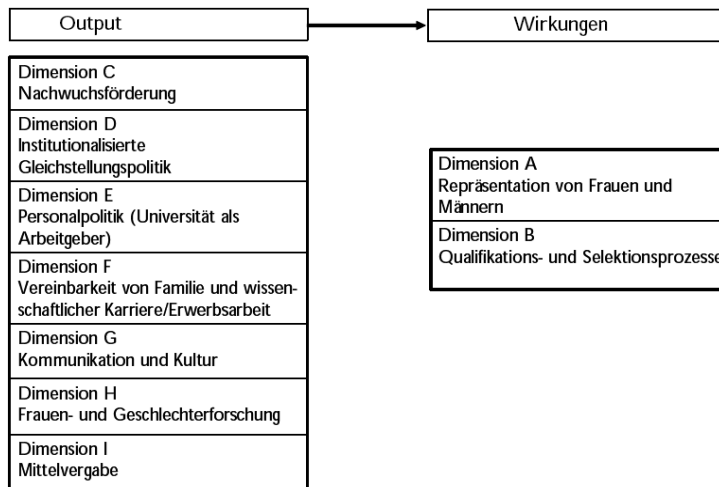 Output
Wirkungen
Dimension C
Nachwuchsförderung
Dimension D
Institutionalisierte
Gleichstellungspolitik
Dimension E
Personalpolitik (Universität als
Arbeitgeber)
Dimension F
Vereinbarkeit von Familie und wissen-
schaftlicher Karriere/Erwerbsarbeit
Dimension G
Kommunikation und Kultur
Dimension H
Frauen- und Geschlechterforschung
Dimension I
Mittelvergabe
Dimension A
Repräsentation von Frauen und
Männern
Dimension B
Qualifikations- und Selektionsprozesse